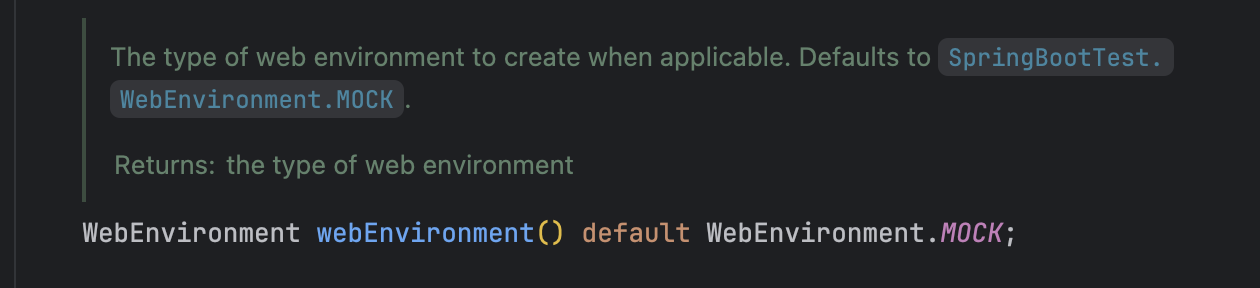 The type of web environment to create when applicable. Defaults to SpringBootTest.
WebEnvironment.MOCK.
Returns: the type of web environment
WebEnvironment webEnvironment() default WebEnvironment.MOCK;